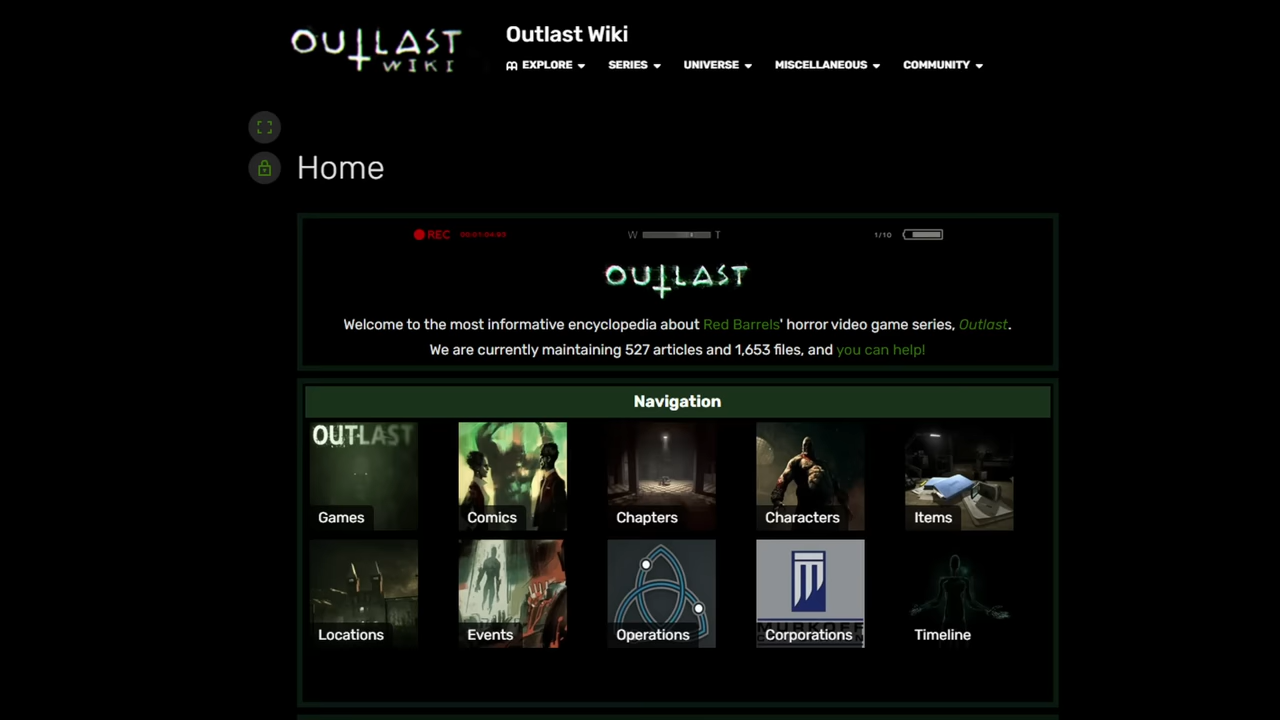 OUTLAST
WIKI
Outlast Wiki
EXPLORE
SERIES
UNIVERSE
MISCELLANEOUS
COMMUNITY
Home
REC
W
T
1/10
OUTLAST
Welcome to the most informative encyclopedia about Red Barrels' horror video game series, Outlast.
We are currently maintaining 527 articles and 1,653 files, and you can help!
Navigation
OUTLAST
Games
Comics
Chapters
Characters
Items
Locations
Events
Operations
MURKOFF
Corporations
Timeline